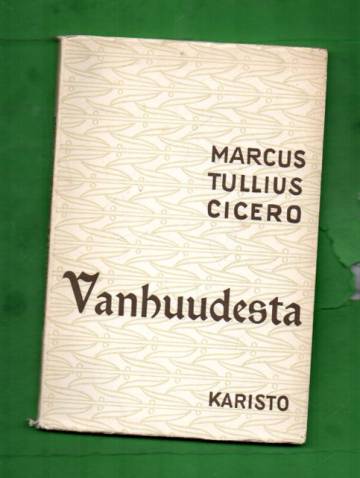 MARCUS
TULLIUS
CICERO
Vanhuudesta
KARISTO